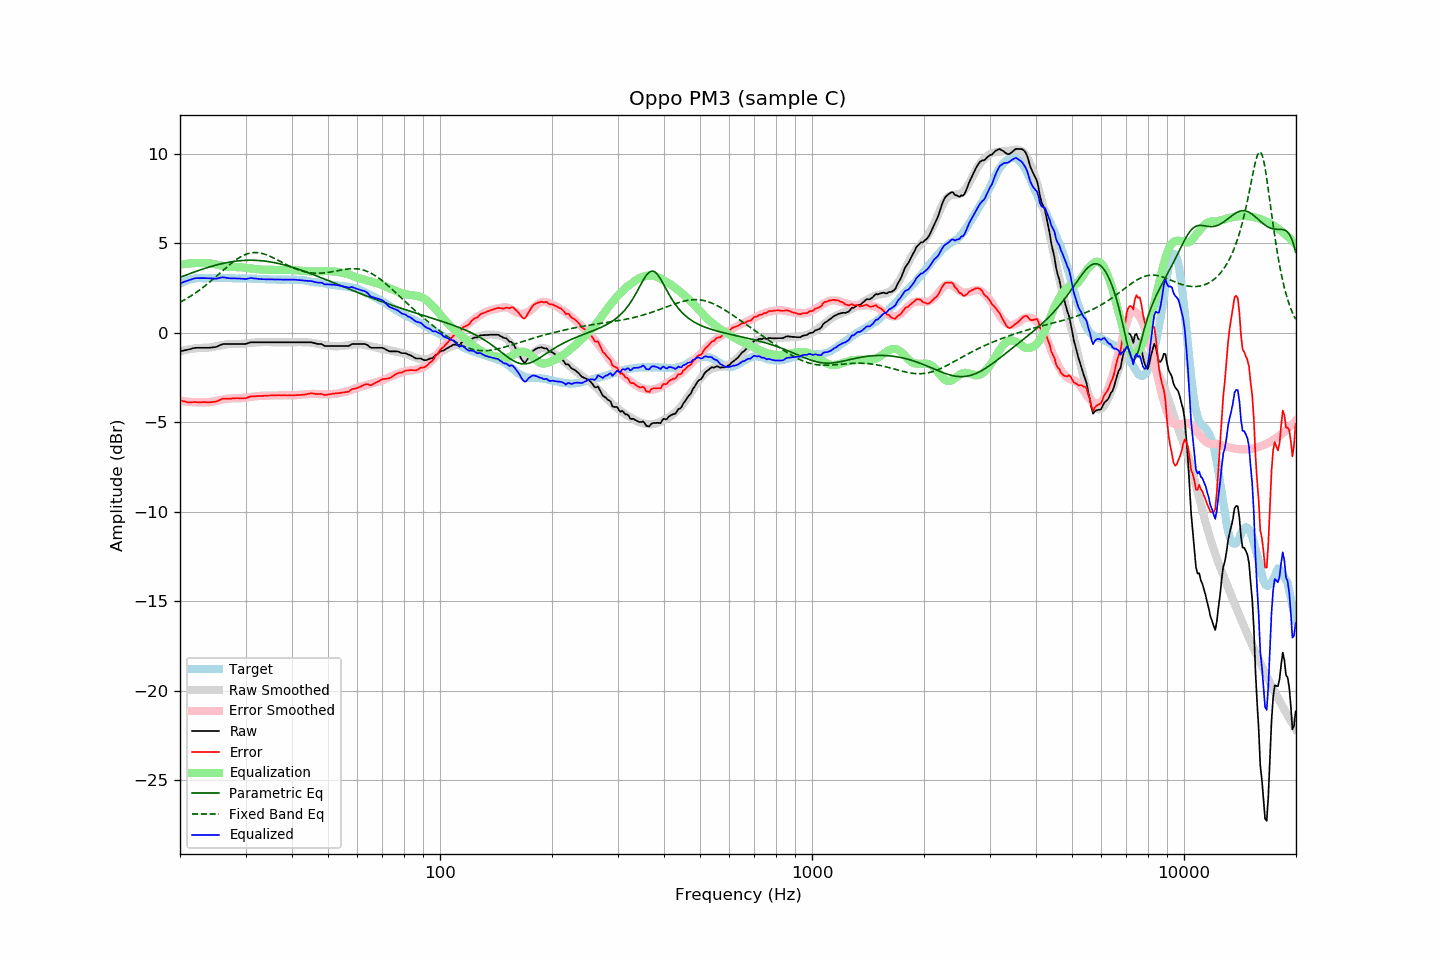 Oppo PM3 (sample C)
Amplitude (dBr)
10
5
0
−5
−10
−15
−20
−25
Target
Raw Smoothed
Error Smoothed
Raw
Error
Equalization
Parametric Eq
Fixed Band Eq
Equalized
100
1000
10000
Frequency (Hz)